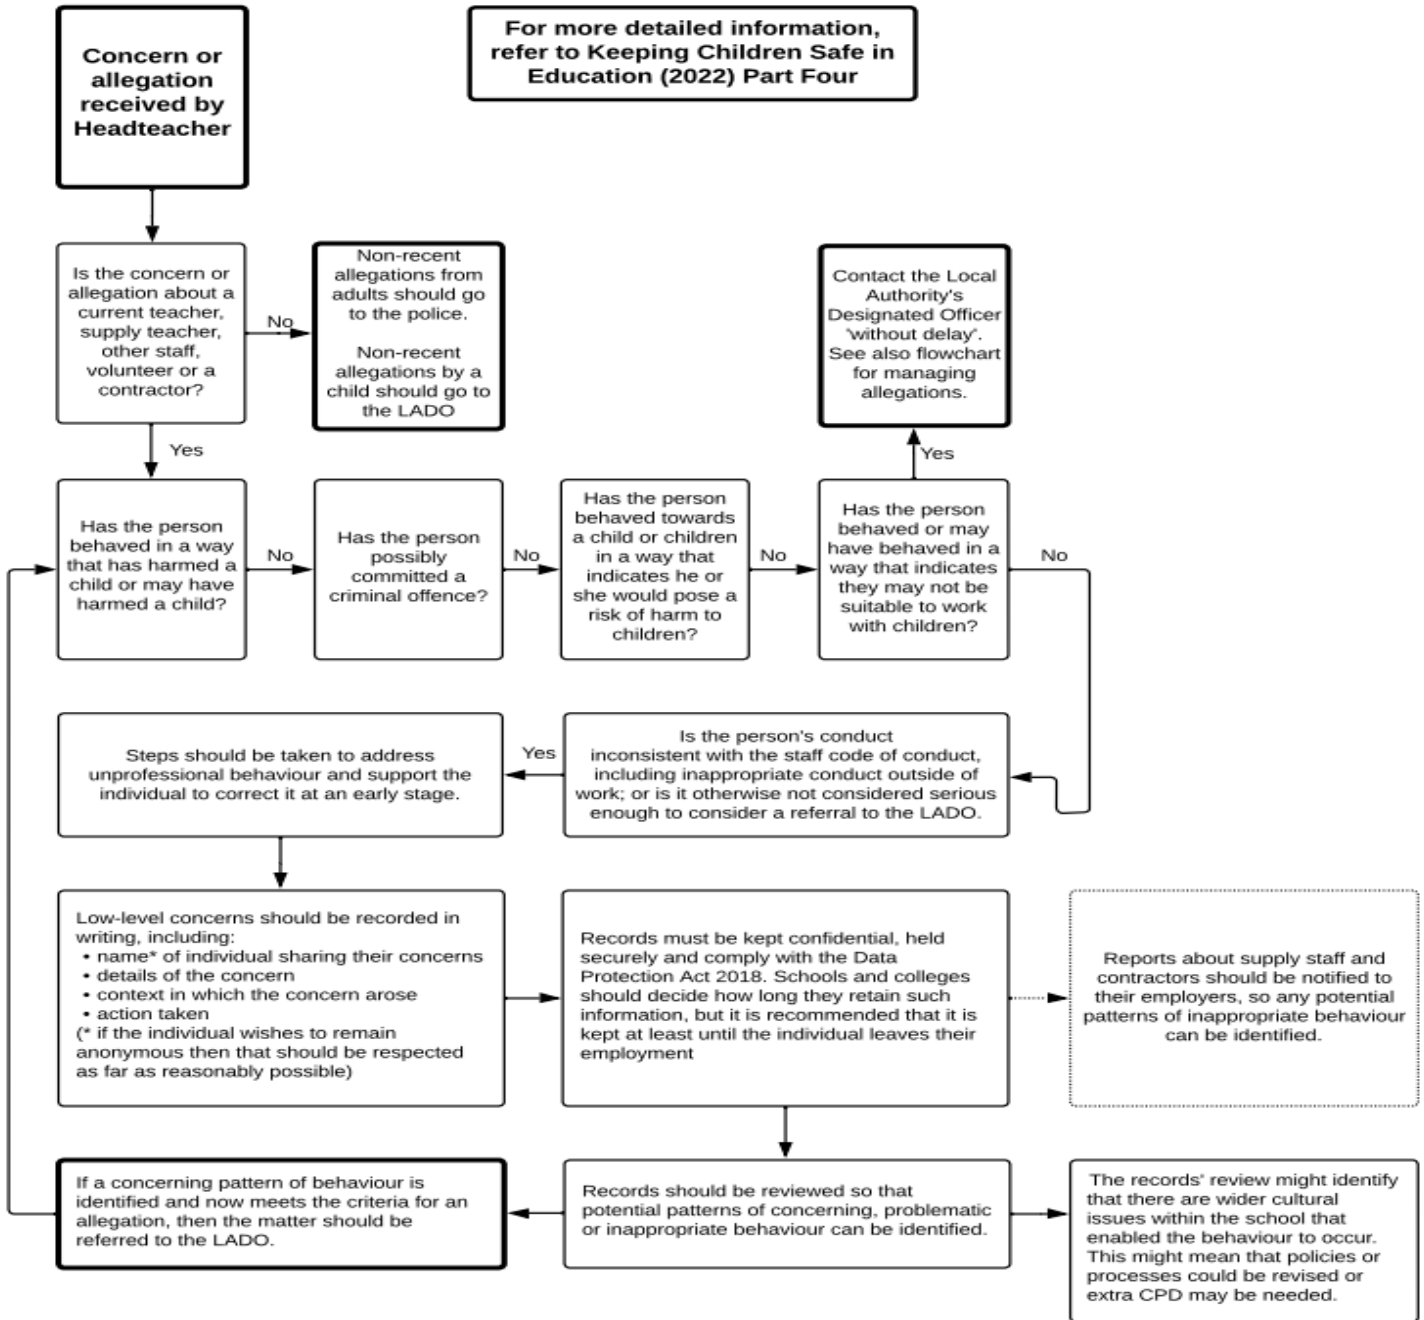 Concern or
allegation
received by
Headteacher
For more detailed information,
refer to Keeping Children Safe in
Education (2022) Part Four
Is the concern or
allegation about a
current teacher,
supply teacher,
other staff,
volunteer or a
contractor?
No
Non-recent
allegations from
adults should go
to the police.
Non-recent
allegations by a
child should go to
the LADO
Contact the Local
Authority's
Designated Officer
'without delay'.
See also flowchart
for managing
allegations.
Yes
Yes
Has the person
behaved in a way
that has harmed a
child or may have
harmed a child?
No
Has the person
possibly
committed a
criminal offence?
No
Has the person
behaved towards
a child or children
in a way that
indicates he or
she would pose a
risk of harm to
children?
No
Has the person
behaved or may
have behaved in a
way that indicates
they may not be
suitable to work
with children?
No
Is the person's conduct
inconsistent with the staff code of conduct,
including inappropriate conduct outside of
work; or is it otherwise not considered serious
enough to consider a referral to the LADO.
Yes
Steps should be taken to address
unprofessional behaviour and support the
individual to correct it at an early stage.
Low-level concerns should be recorded in
writing, including:
• name* of individual sharing their concerns
• details of the concern
• context in which the concern arose
• action taken
(* if the individual wishes to remain
anonymous then that should be respected
as far as reasonably possible)
Records must be kept confidential, held
securely and comply with the Data
Protection Act 2018. Schools and colleges
should decide how long they retain such
information, but it is recommended that it is
kept at least until the individual leaves their
employment
Reports about supply staff and
contractors should be notified to
their employers, so any potential
patterns of inappropriate behaviour
can be identified.
If a concerning pattern of behaviour is
identified and now meets the criteria for an
allegation, then the matter should be
referred to the LADO.
Records should be reviewed so that
potential patterns of concerning, problematic
or inappropriate behaviour can be identified.
The records' review might identify
that there are wider cultural
issues within the school that
enabled the behaviour to occur.
This might mean that policies or
processes could be revised or
extra CPD may be needed.